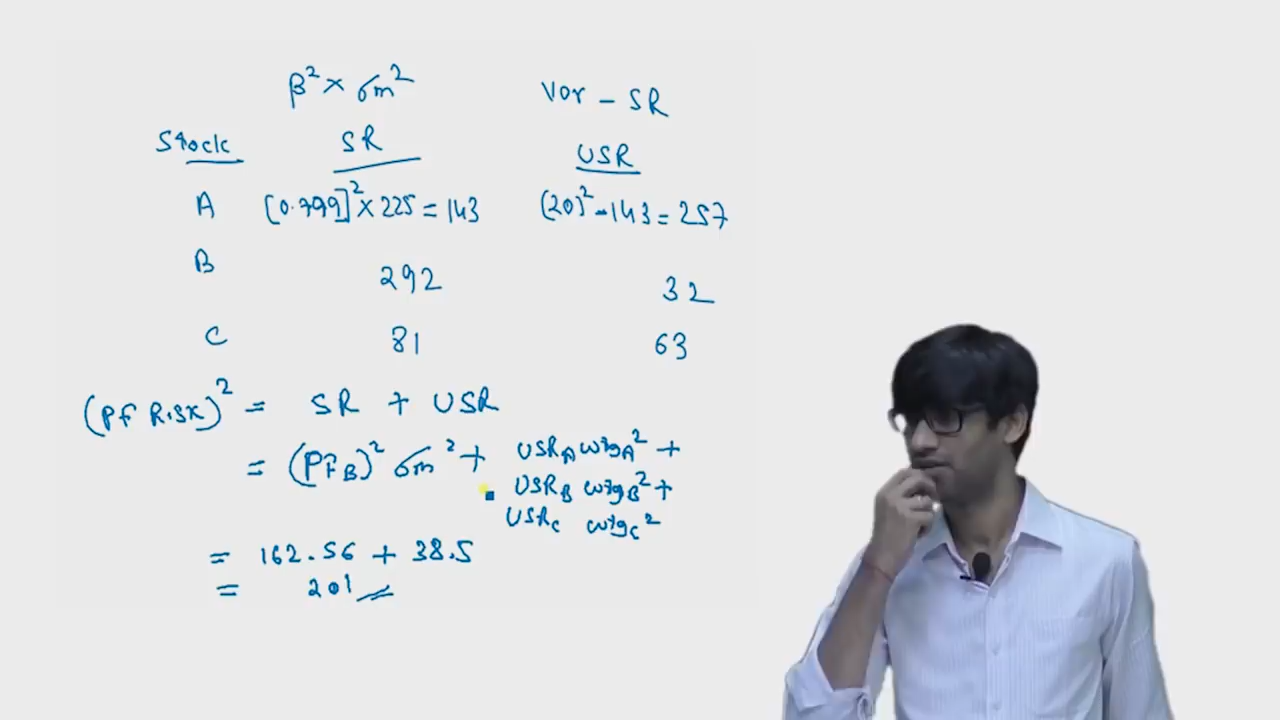 β² × σm² Var – SR
Stock SR USR
A [0.799]² × 225 = 143 (20)² – 143 = 257
B 292 32
C 81 63
(Pf Risk)² = SR + USR
= (Pfβ)² σm² + USRA wtgA² +
USRB wtgB² +
USRC wtgC²
= 162.56 + 38.5
= 201